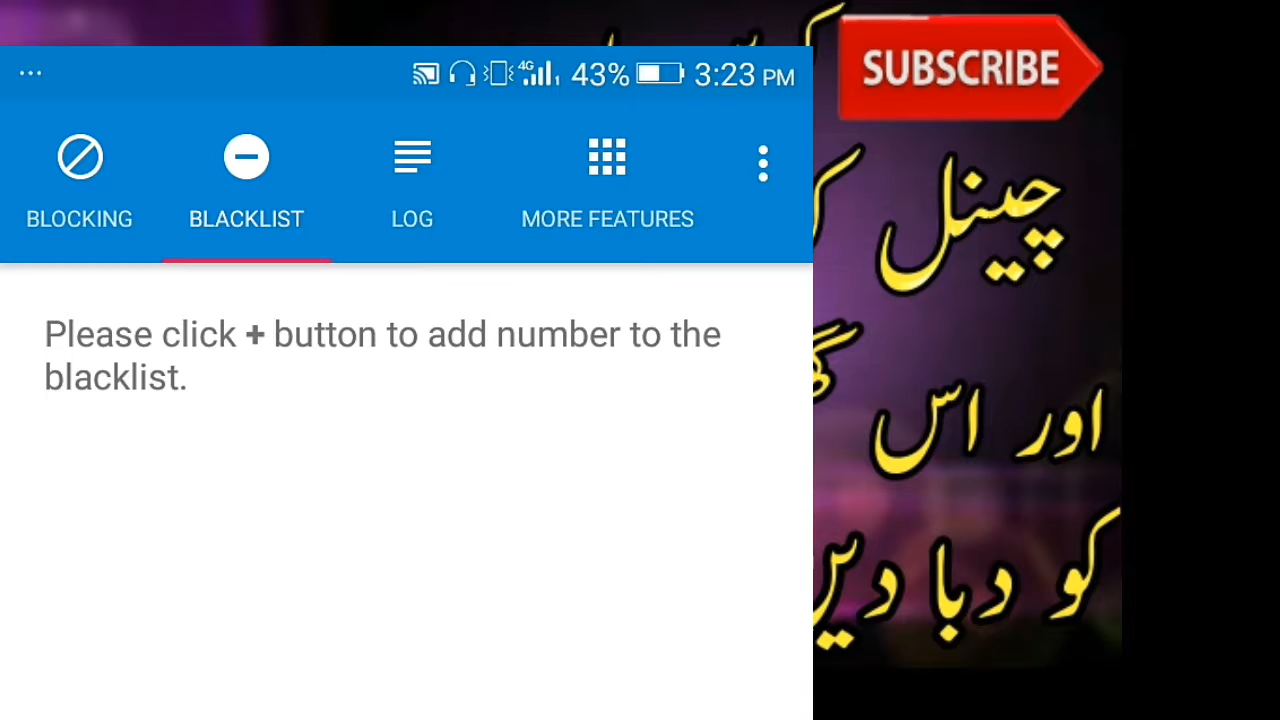 SUBSCRIBE
... 4G 43% 3:23 PM
BLOCKING BLACKLIST LOG MORE FEATURES
Please click + button to add number to the
blacklist.
چینل
اور اس
کو دبا دیں